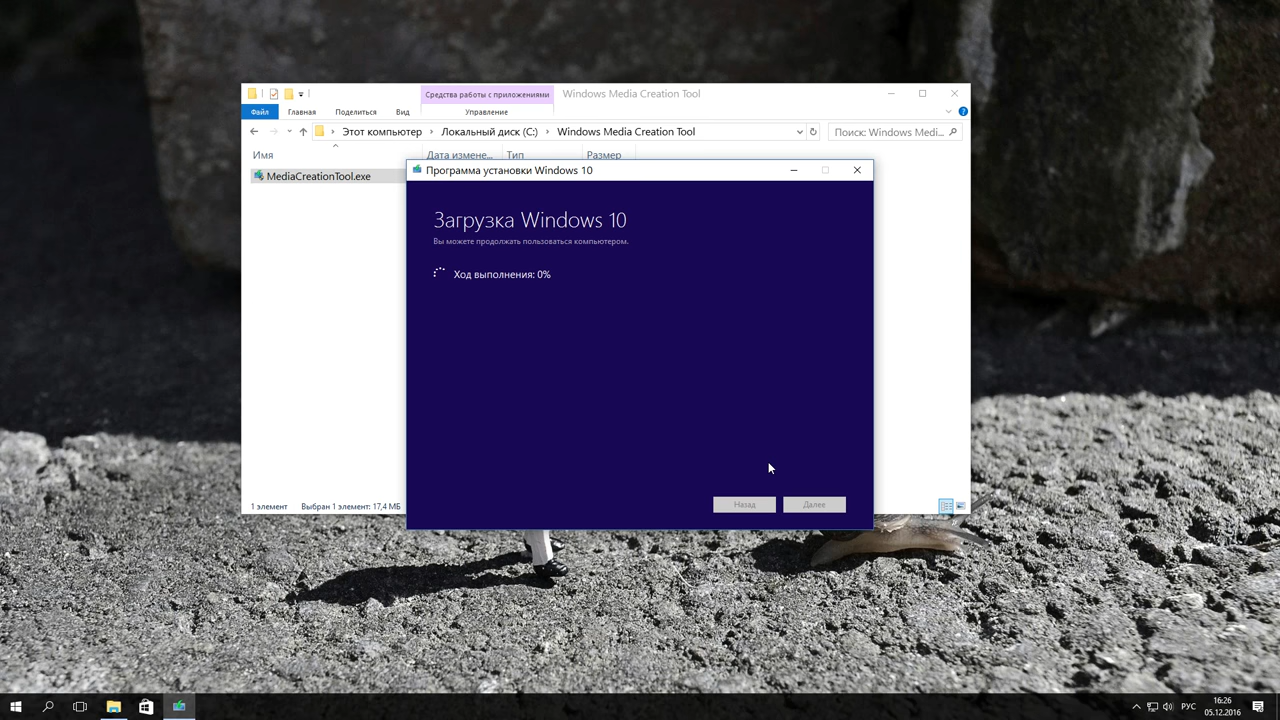 Средства работы с приложениями
Windows Media Creation Tool
Файл
Главная
Поделиться
Вид
Управление
Этот компьютер
Локальный диск (C:)
Windows Media Creation Tool
Поиск: Windows Medi...
Имя
Дата измене...
Тип
Размер
MediaCreationTool.exe
Программа установки Windows 10
Загрузка Windows 10
Вы можете продолжать пользоваться компьютером.
Ход выполнения: 0%
Назад
Далее
1 элемент
Выбран 1 элемент: 17,4 МБ
РУС
16:26
05.12.2016